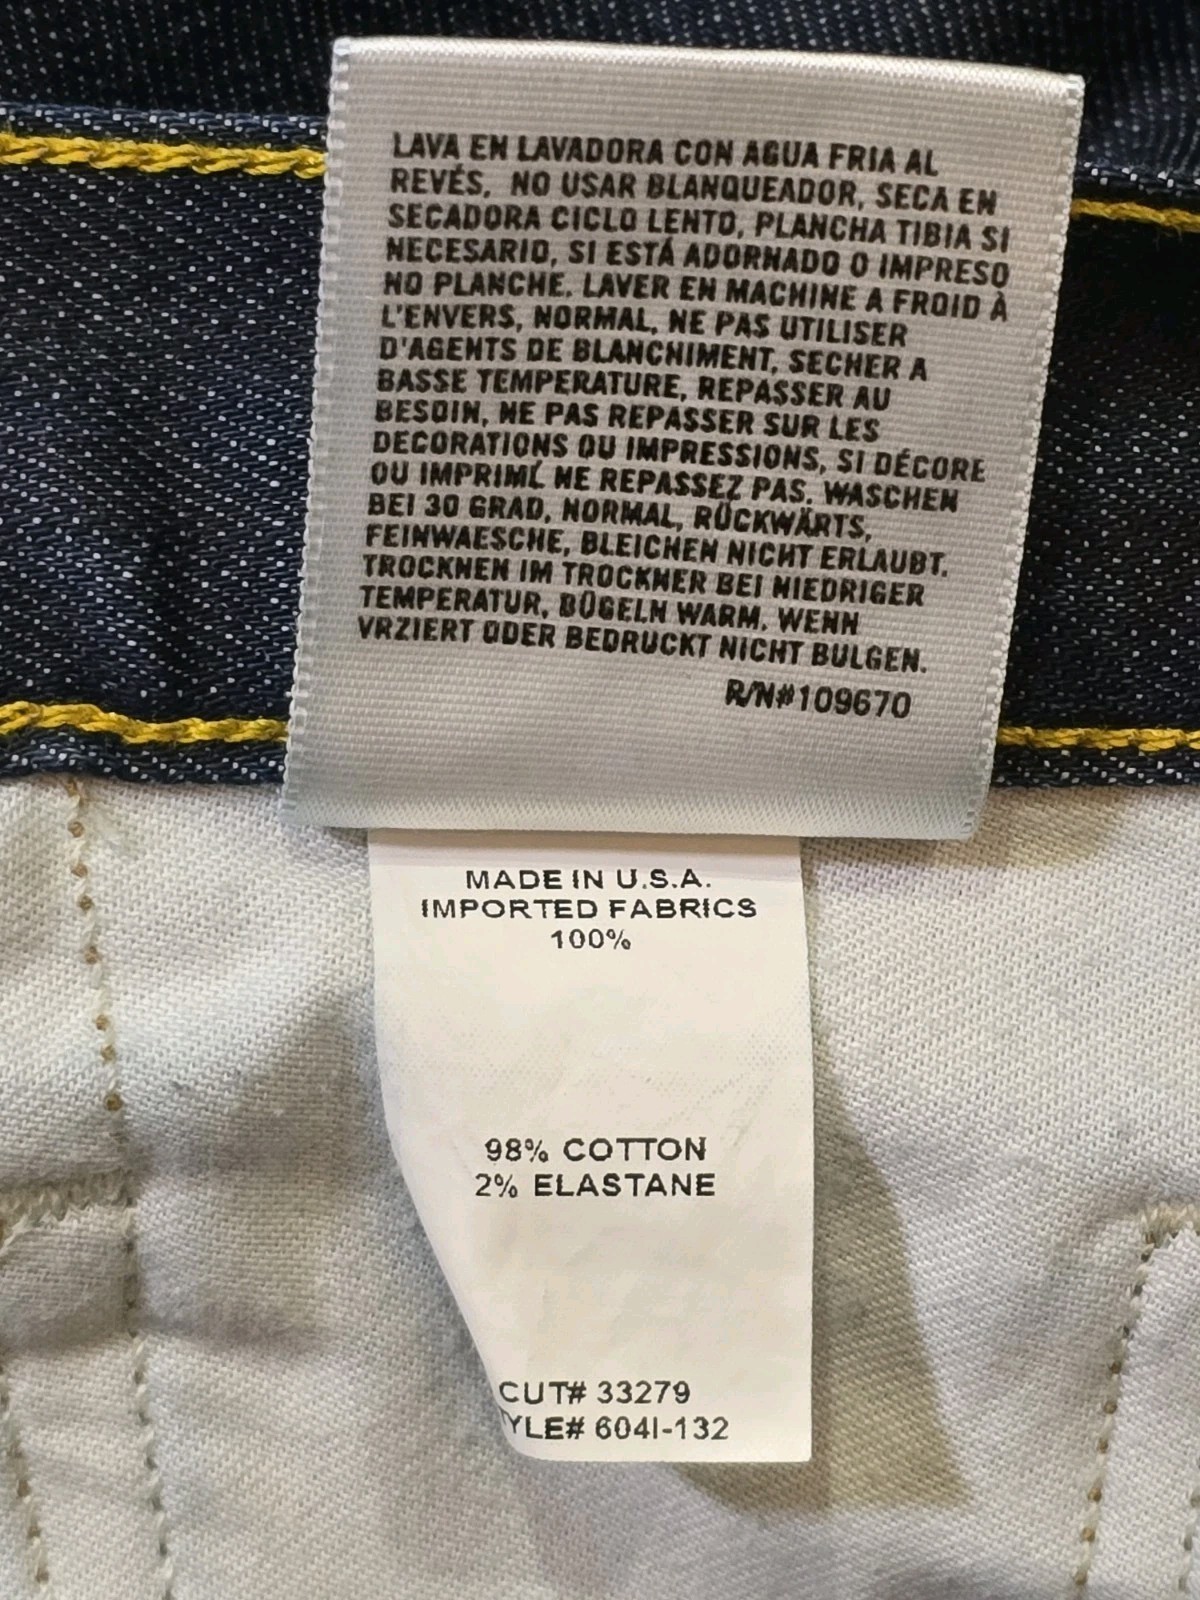 LAVA EN LAVADORA CON AGUA FRIA AL
REVÉS, NO USAR BLANQUEADOR, SECA EN
SECADORA CICLO LENTO, PLANCHA TIBIA SI
NECESARIO, SI ESTÁ ADORNADO O IMPRESO
NO PLANCHE. LAVER EN MACHINE A FROID À
L'ENVERS, NORMAL, NE PAS UTILISER
D'AGENTS DE BLANCHIMENT, SECHER A
BASSE TEMPERATURE, REPASSER AU
BESOIN, NE PAS REPASSER SUR LES
DECORATIONS OU IMPRESSIONS, SI DÉCORE
OU IMPRIMÉ NE REPASSEZ PAS. WASCHEN
BEI 30 GRAD, NORMAL, RÜCKWÄRTS,
FEINWAESCHE, BLEICHEN NICHT ERLAUBT.
TROCKNEN IM TROCKNER BEI NIEDRIGER
TEMPERATUR, BÜGELN WARM. WENN
VRZIERT ODER BEDRUCKT NICHT BULGEN.
R/N#109670
MADE IN U.S.A.
IMPORTED FABRICS
100%
98% COTTON
2% ELASTANE
CUT# 33279
YLE# 604I-132